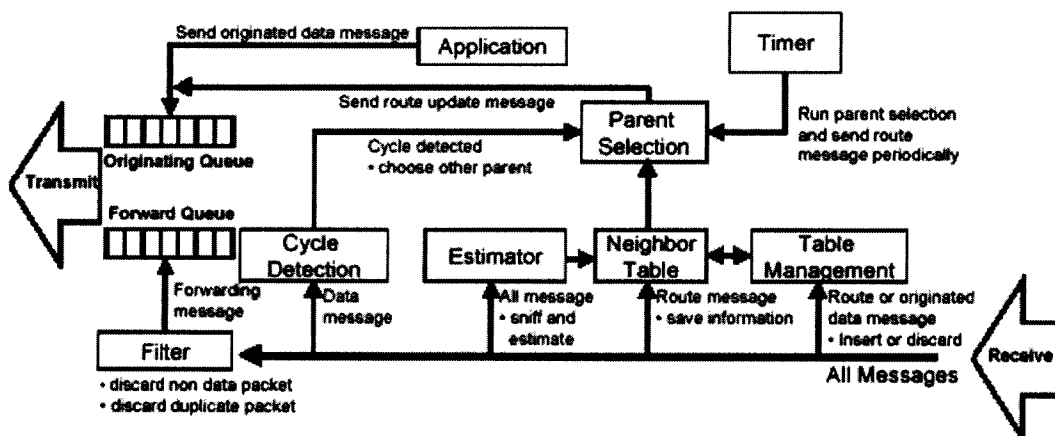 Send originated data message
Application
Timer
Send route update message
Parent
Selection
Run parent selection
and send route
message periodically
Originating Queue
Cycle detected
• choose other parent
Transmit
Forward Queue
Cycle
Detection
Estimator
Neighbor
Table
Table
Management
Forwarding
message
Data
message
All message
• sniff and
estimate
Route message
• save information
Route or originated
data message
• Insert or discard
Filter
Receive
All Messages
• discard non data packet
• discard duplicate packet